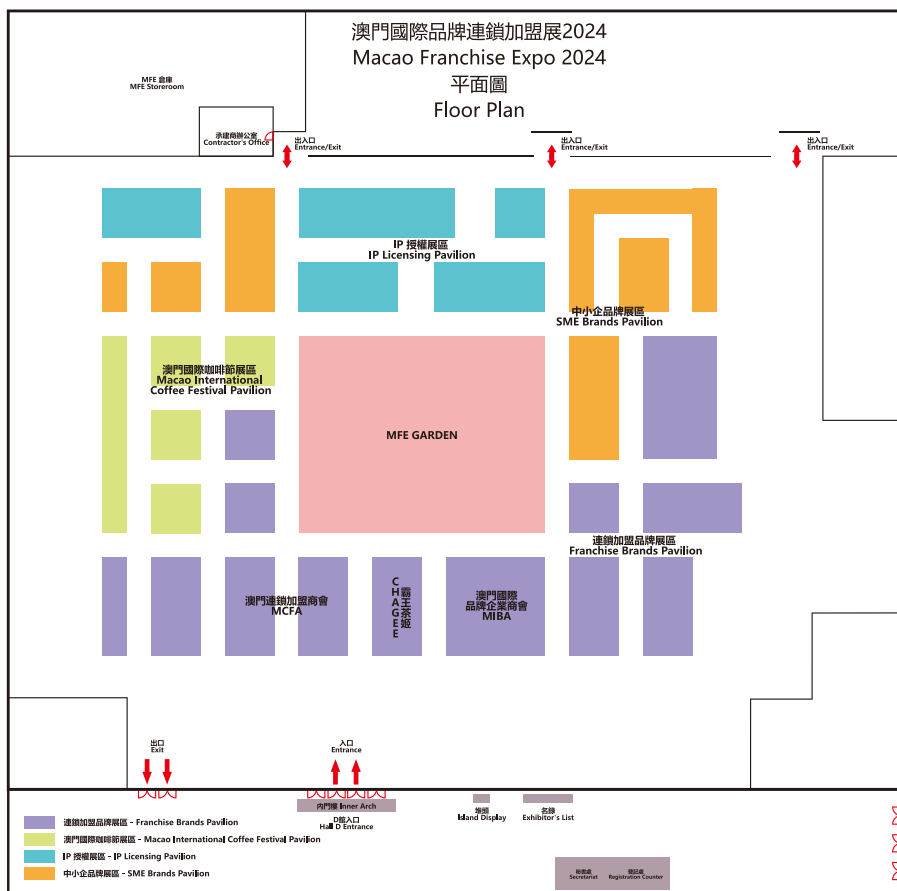 澳門國際品牌連鎖加盟展2024
Macao Franchise Expo 2024
平面圖
Floor Plan
MFE 倉庫
MFE Storeroom
承建商辦公室
Contractor's Office
出入口
Entrance/Exit
出入口
Entrance/Exit
出入口
Entrance/Exit
IP 授權展區
IP Licensing Pavilion
中小企品牌展區
SME Brands Pavilion
澳門國際咖啡節展區
Macao International
Coffee Festival Pavilion
MFE GARDEN
連鎖加盟品牌展區
Franchise Brands Pavilion
澳門連鎖加盟商會
MCFA
霸王茶姬
CHAGEE
澳門國際
品牌企業商會
MIBA
出口
Exit
入口
Entrance
內門樓 Inner Arch
D館入口
Hall D Entrance
堆頭
Island Display
名錄
Exhibitor's List
連鎖加盟品牌展區 - Franchise Brands Pavilion
澳門國際咖啡節展區 - Macao International Coffee Festival Pavilion
IP 授權展區 - IP Licensing Pavilion
中小企品牌展區 - SME Brands Pavilion
秘書處
Secretariat
登記處
Registration Counter